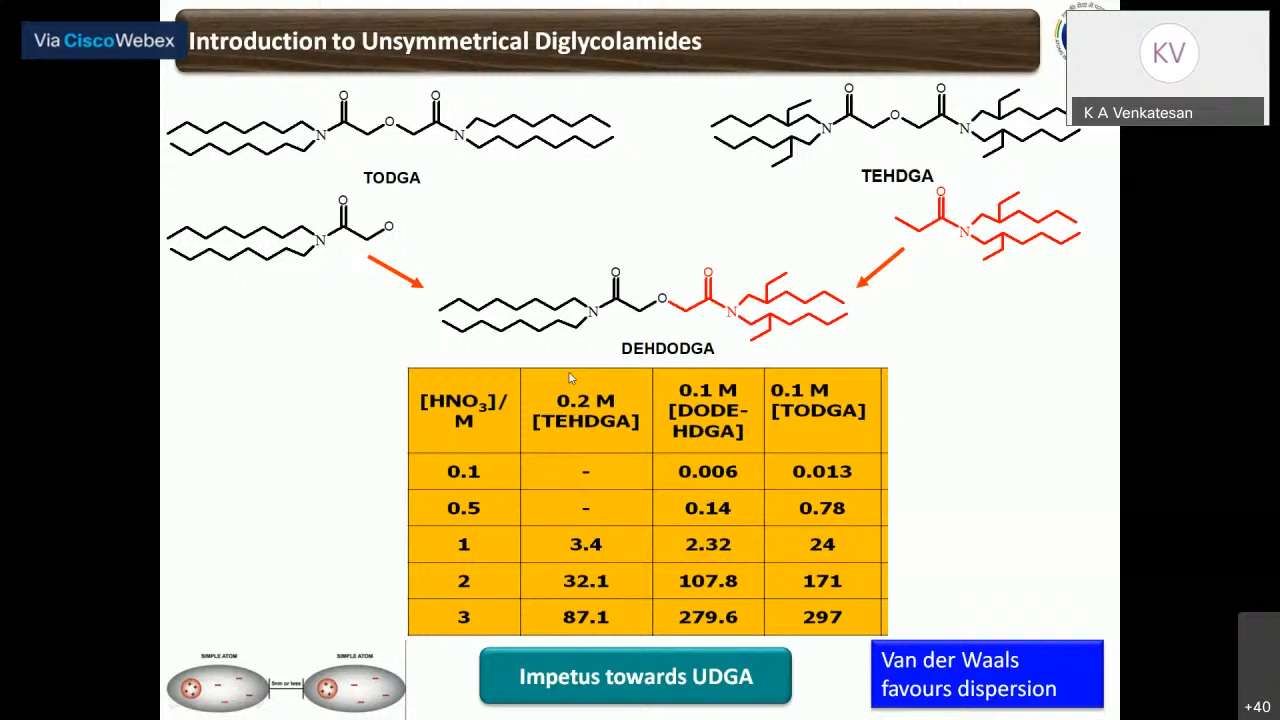 Via CiscoWebex
Introduction to Unsymmetrical Diglycolamides
KV
K A Venkatesan
O
O
O
N
N
TODGA
O
O
O
N
N
TEHDGA
O
O
N
O
N
O
O
O
N
N
DEHDODGA
[HNO3]/ M
0.2 M [TEHDGA]
0.1 M [DODE-HDGA]
0.1 M [TODGA]
0.1 - 0.006 0.013
0.5 - 0.14 0.78
1 3.4 2.32 24
2 32.1 107.8 171
3 87.1 279.6 297
SIMPLE ATOM
SIMPLE ATOM
5nm or less
Impetus towards UDGA
Van der Waals
favours dispersion
+40